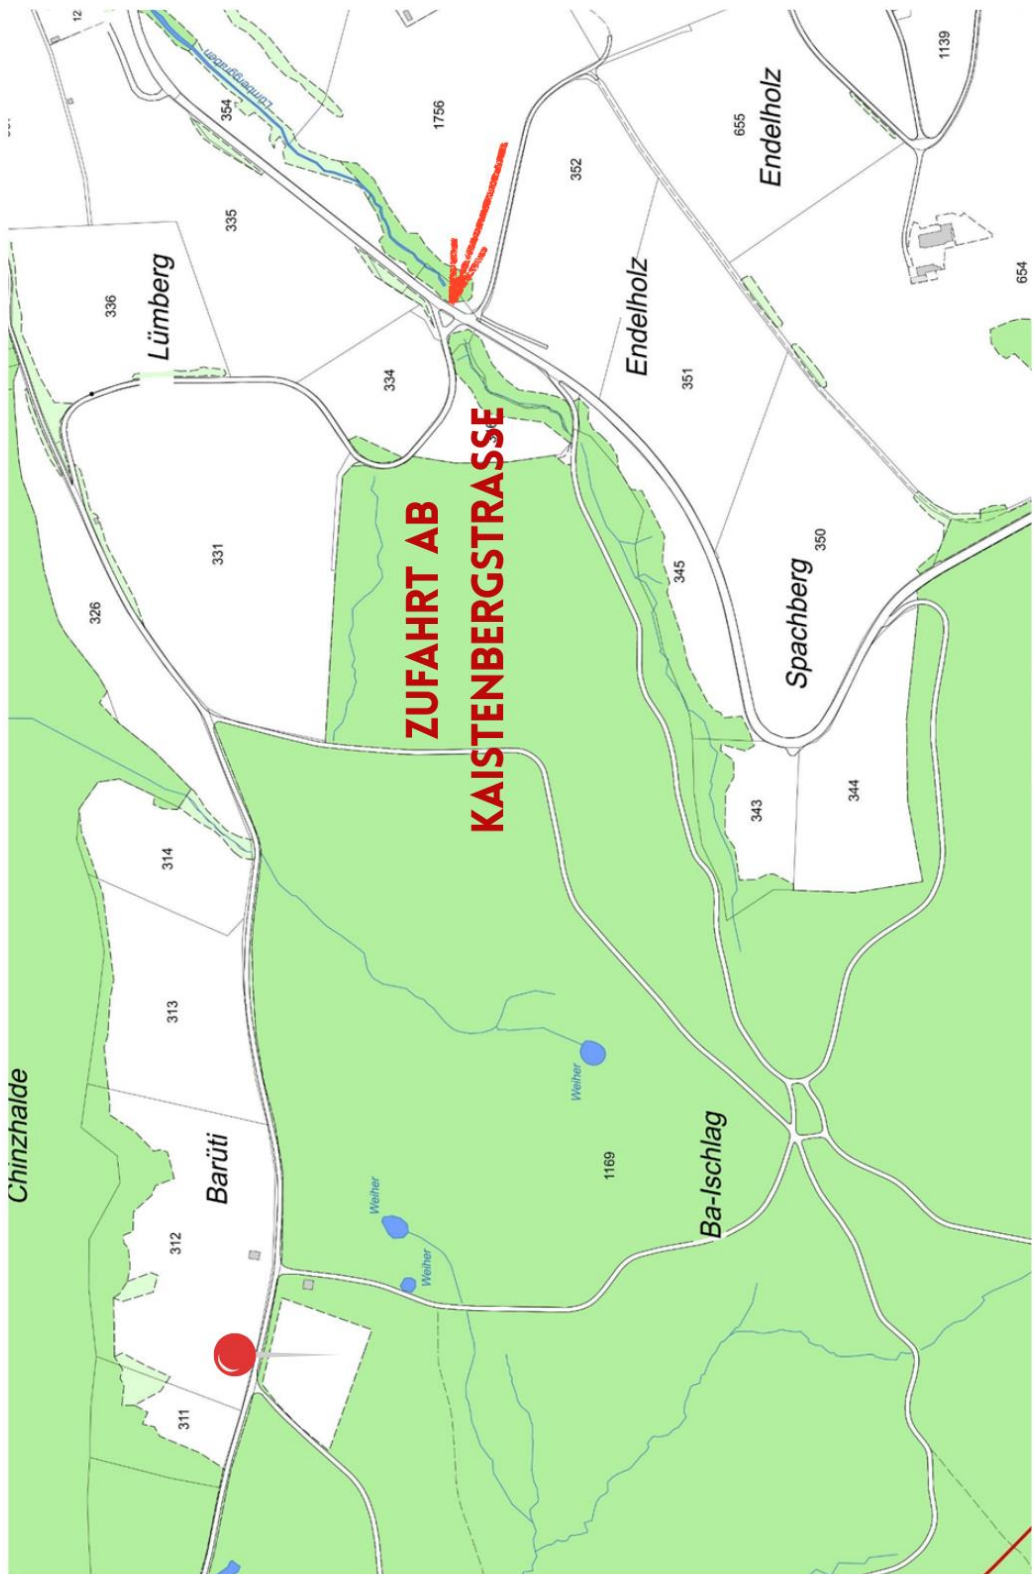 ZUFAHRT AB
KAISTENBERGSTRASSE
Chinzhalde
Barüti
Lümberg
Ba-Ischlag
Spachberg
Endelholz
Endelholz
Lümberggraben
Weiher
Weiher
Weiher
311
312
313
314
326
331
336
335
334
354
1756
352
351
345
350
343
344
655
654
1139
1169
12